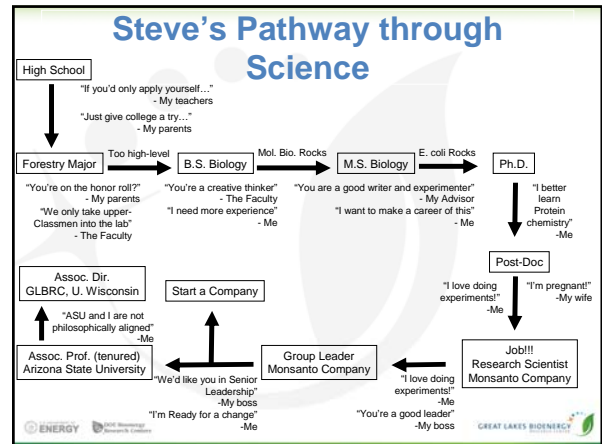 Steve's Pathway through
Science
High School
"If you'd only apply yourself…"
- My teachers
"Just give college a try…"
- My parents
Forestry Major
Too high-level
B.S. Biology
Mol. Bio. Rocks
M.S. Biology
E. coli Rocks
Ph.D.
"You're on the honor roll?"
- My parents
"We only take upper-
Classmen into the lab"
- The Faculty
"You're a creative thinker"
- The Faculty
"I need more experience"
- Me
"You are a good writer and experimenter"
- My Advisor
"I want to make a career of this"
- Me
"I better
learn
Protein
chemistry"
-Me
Post-Doc
"I love doing
experiments!"
-Me
"I'm pregnant!"
-My wife
Job!!!
Research Scientist
Monsanto Company
"I love doing
experiments!"
-Me
"You're a good leader"
-My boss
Group Leader
Monsanto Company
"We'd like you in Senior
Leadership"
-My boss
"I'm Ready for a change"
-Me
Start a Company
Assoc. Prof. (tenured)
Arizona State University
"ASU and I are not
philosophically aligned"
-Me
Assoc. Dir.
GLBRC, U. Wisconsin
ENERGY
DOE Bioenergy
Research Centers
GREAT LAKES BIOENERGY